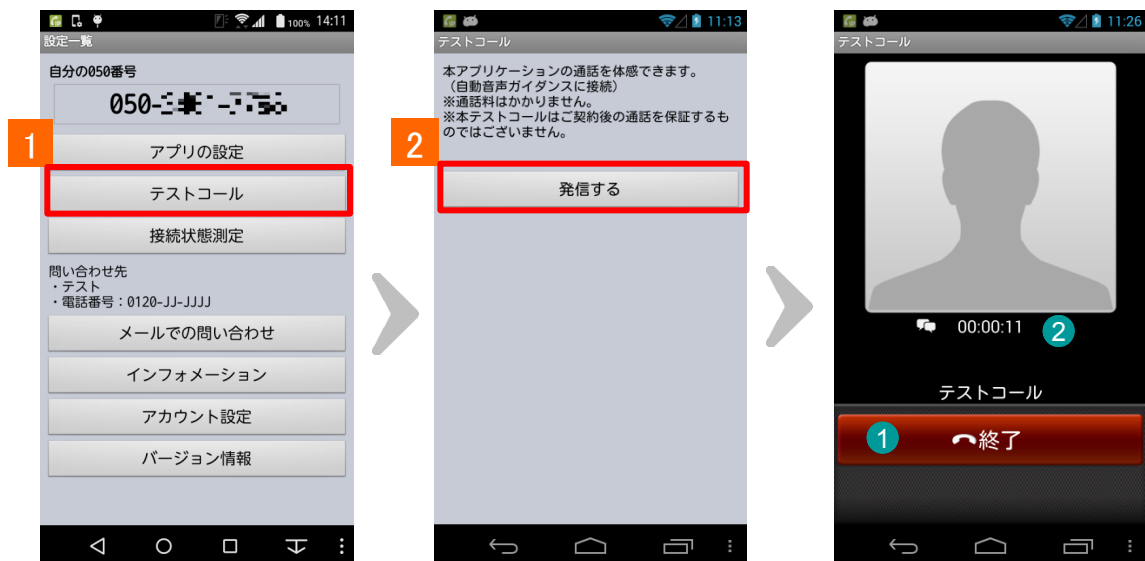 100% 14:11
設定一覧
自分の050番号
050-
1
アプリの設定
テストコール
接続状態測定
問い合わせ先
・テスト
・電話番号：0120-JJ-JJJJ
メールでの問い合わせ
インフォメーション
アカウント設定
バージョン情報
11:13
テストコール
本アプリケーションの通話を体感できます。
（自動音声ガイダンスに接続）
※通話料はかかりません。
※本テストコールはご契約後の通話を保証するも
のではございません。
2
発信する
11:26
テストコール
00:00:11
2
テストコール
1
終了